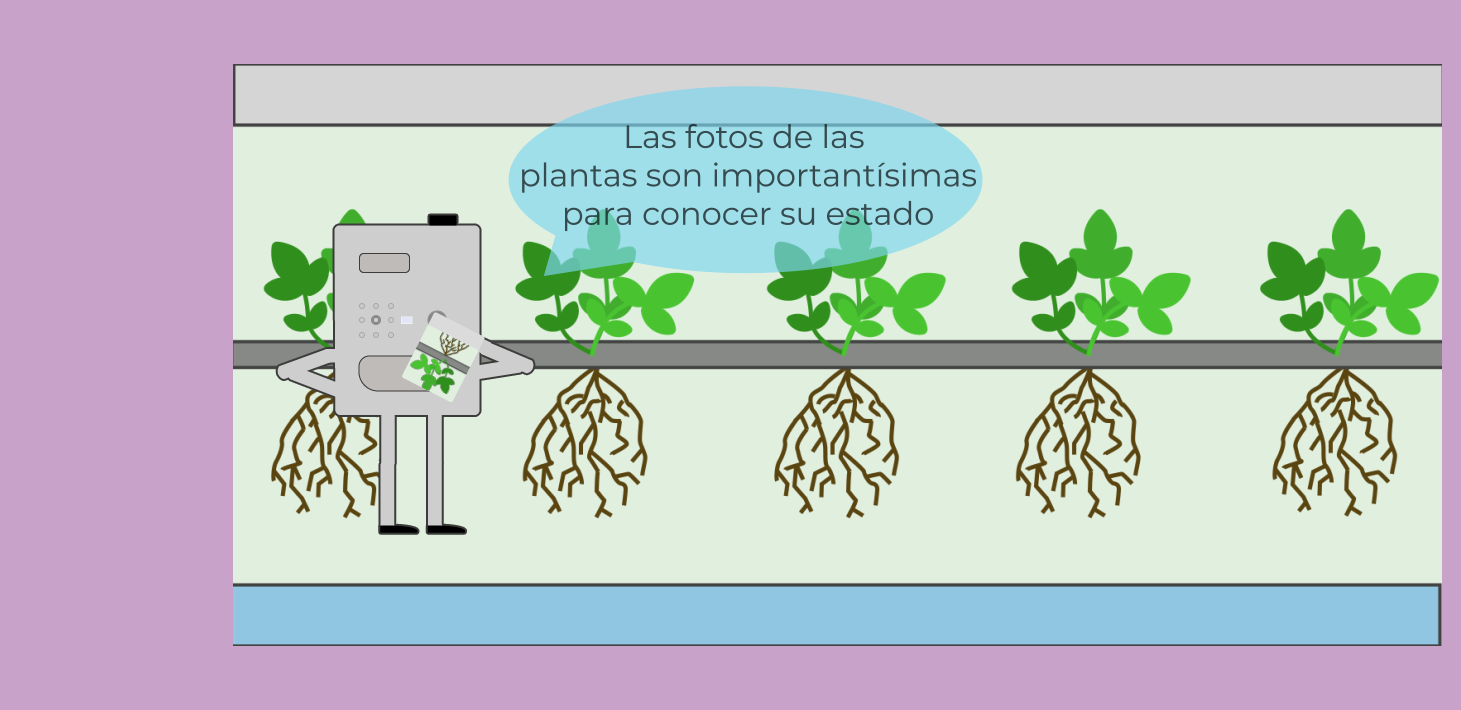 Las fotos de las
plantas son importantísimas
para conocer su estado